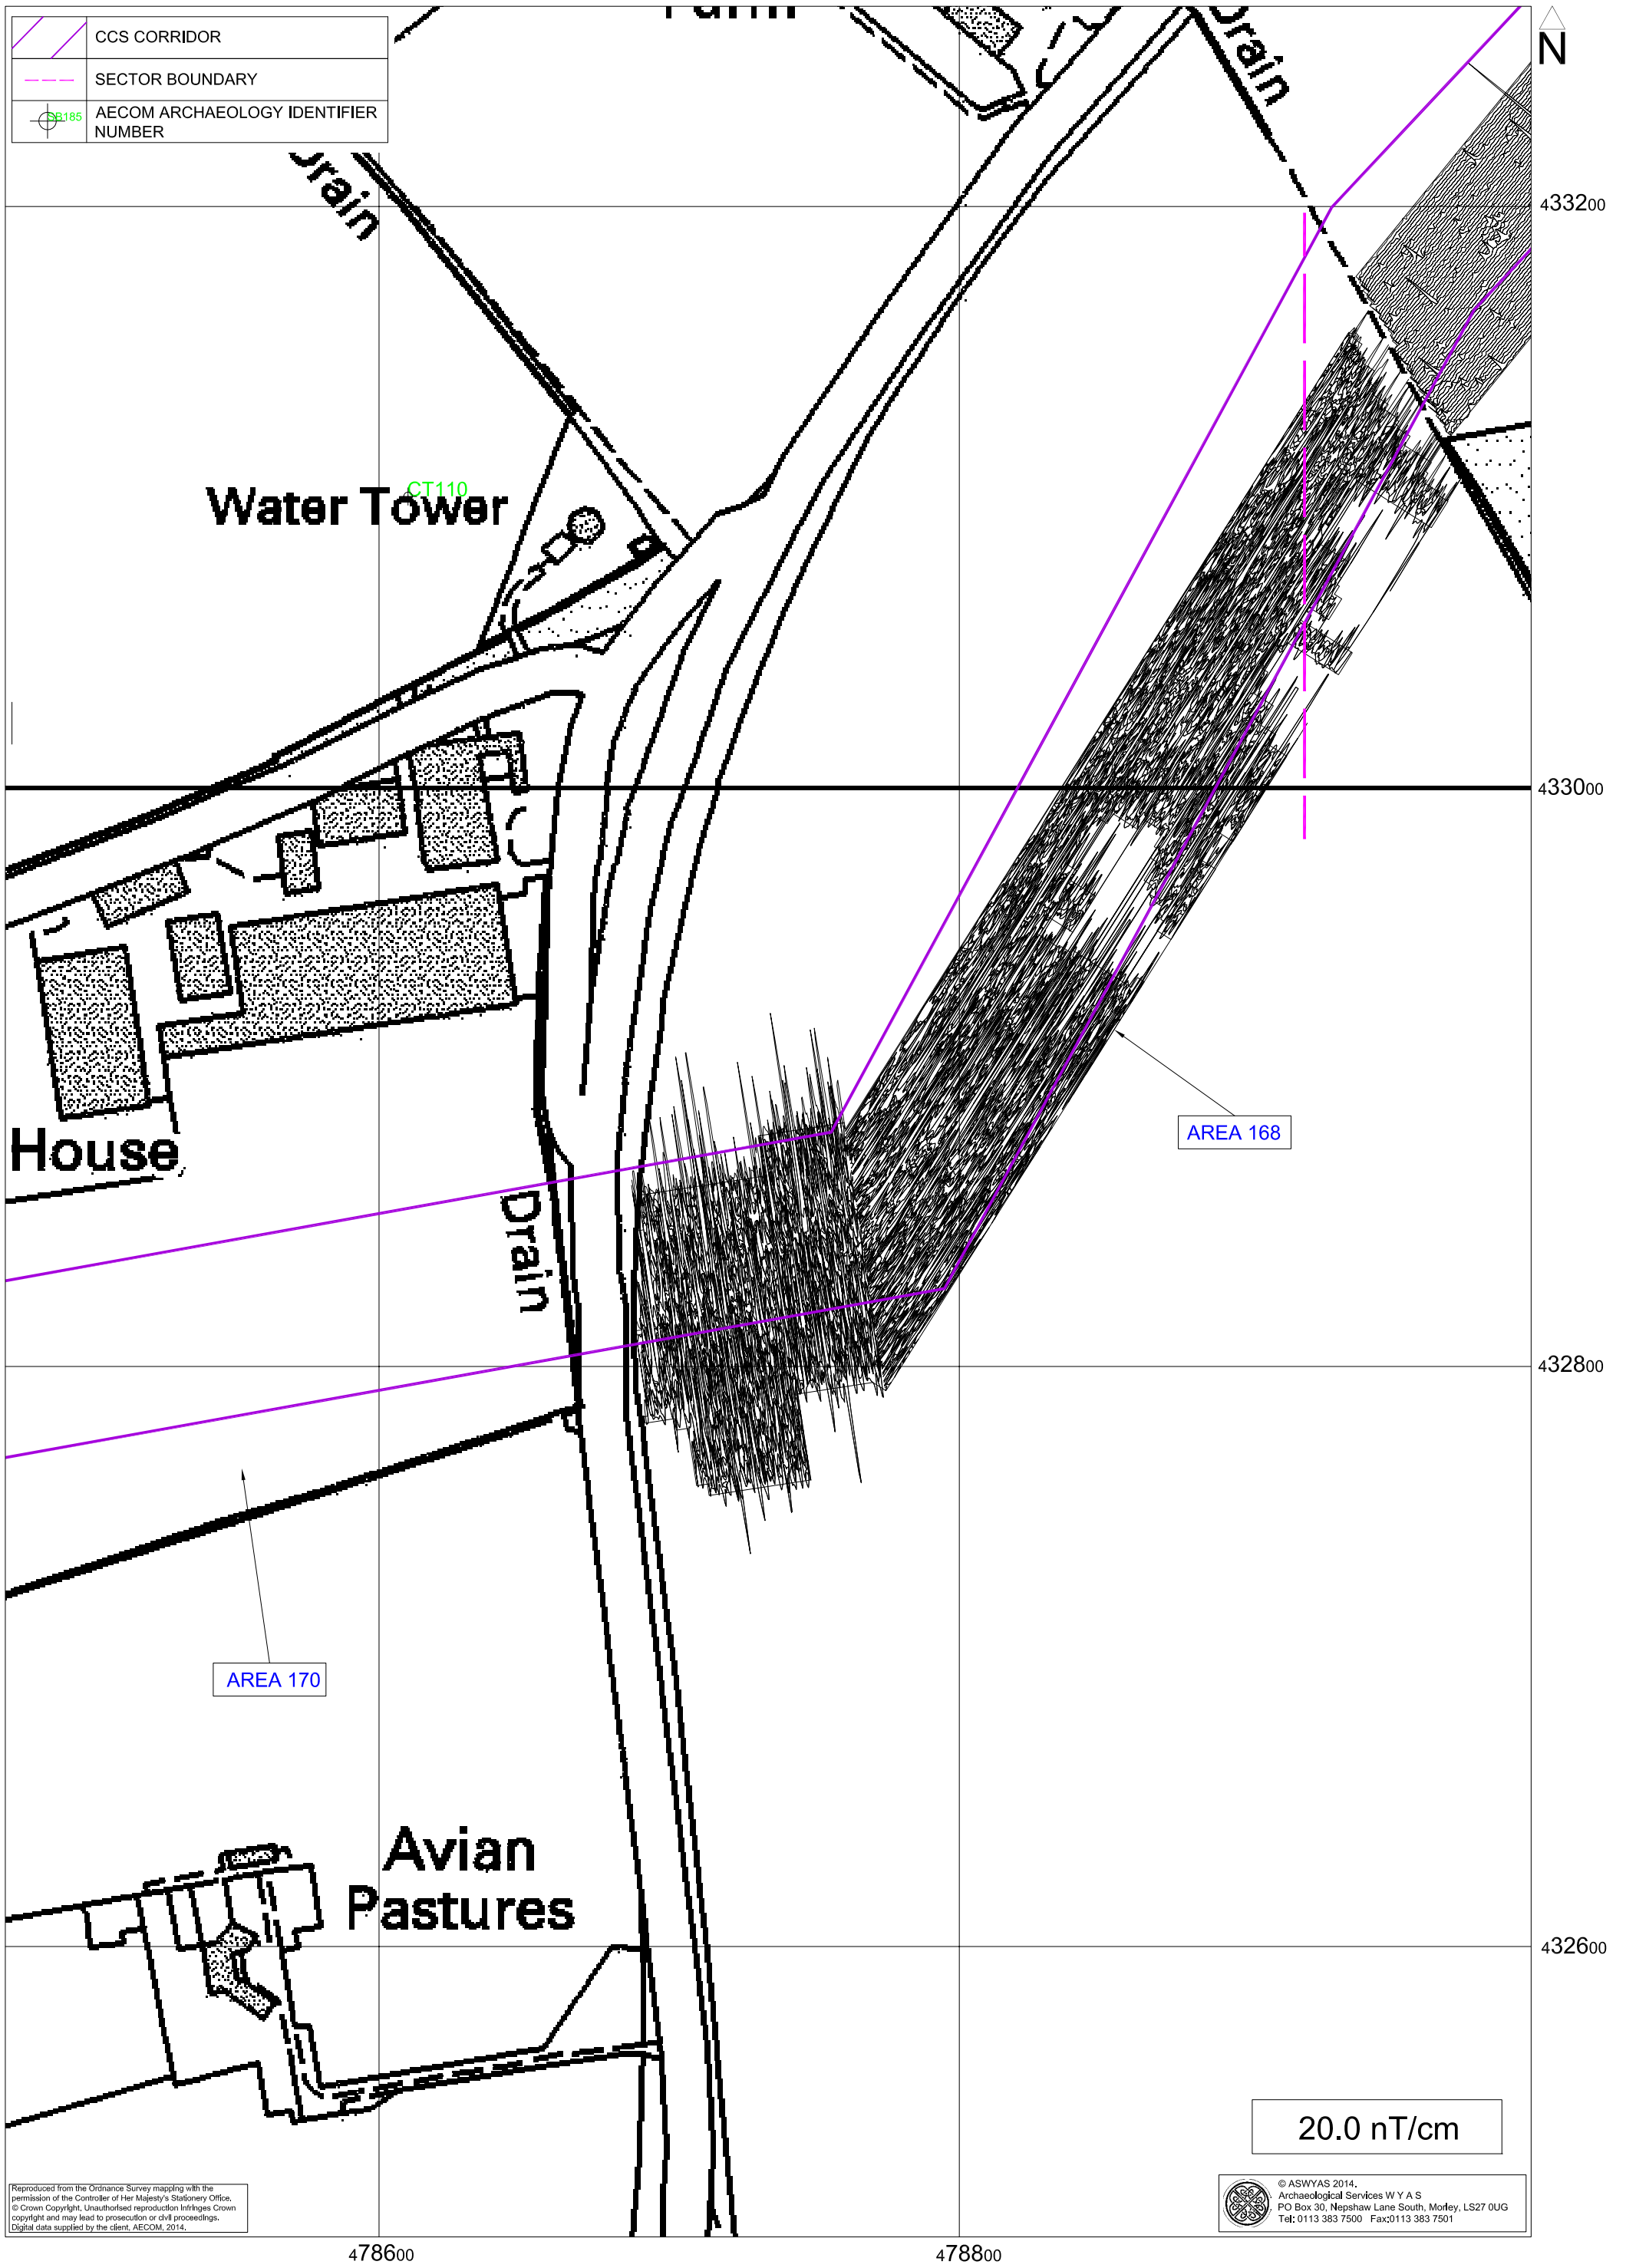 CCS CORRIDOR
SECTOR BOUNDARY
SB185
AECOM ARCHAEOLOGY IDENTIFIER
NUMBER
N
Drain
Drain
433200
CT110
Water Tower
433000
AREA 168
House
Drain
432800
AREA 170
Avian
Pastures
432600
20.0 nT/cm
Reproduced from the Ordnance Survey mapping with the
permission of the Controller of Her Majesty's Stationery Office.
© Crown Copyright. Unauthorised reproduction infringes Crown
copyright and may lead to prosecution or civil proceedings.
Digital data supplied by the client, AECOM, 2014.
© ASWYAS 2014.
Archaeological Services W Y A S
PO Box 30, Nepshaw Lane South, Morley, LS27 0UG
Tel: 0113 383 7500 Fax:0113 383 7501
478600
478800